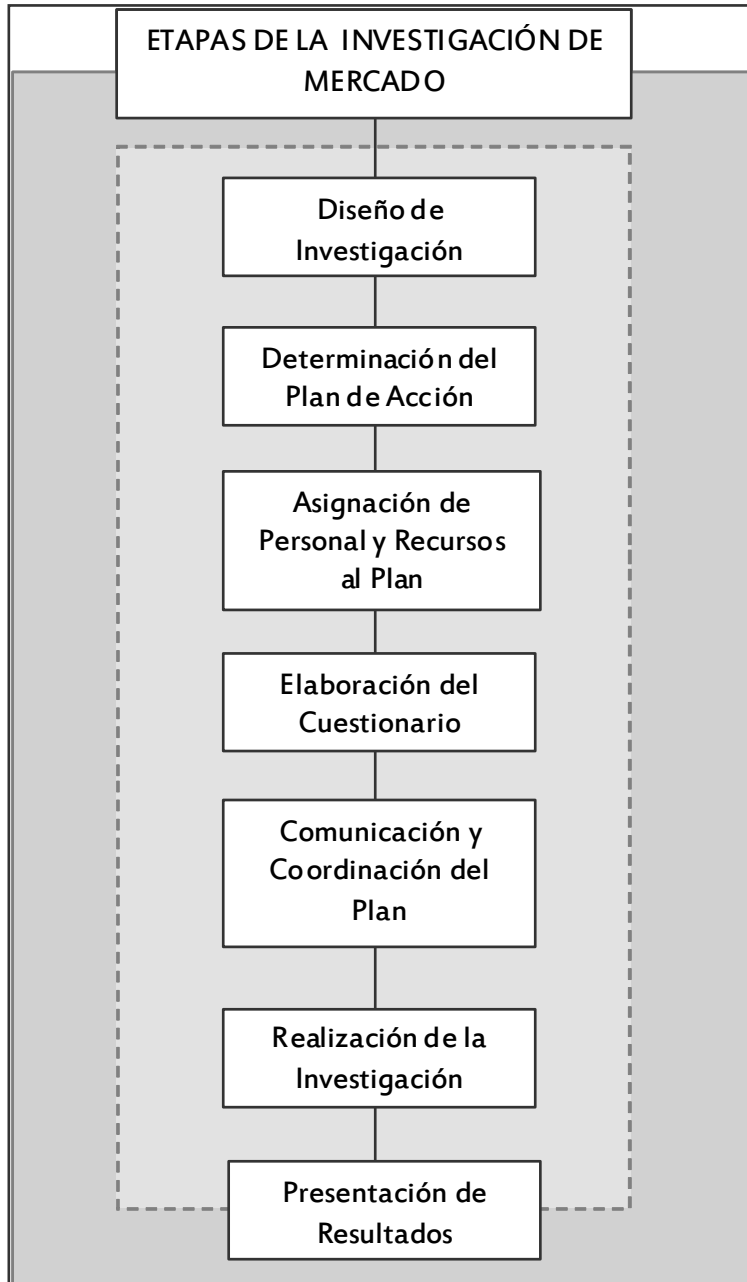 ETAPAS DE LA INVESTIGACIÓN DE
MERCADO
Diseño de
Investigación
Determinación del
Plan de Acción
Asignación de
Personal y Recursos
al Plan
Elaboración del
Cuestionario
Comunicación y
Coordinación del
Plan
Realización de la
Investigación
Presentación de
Resultados